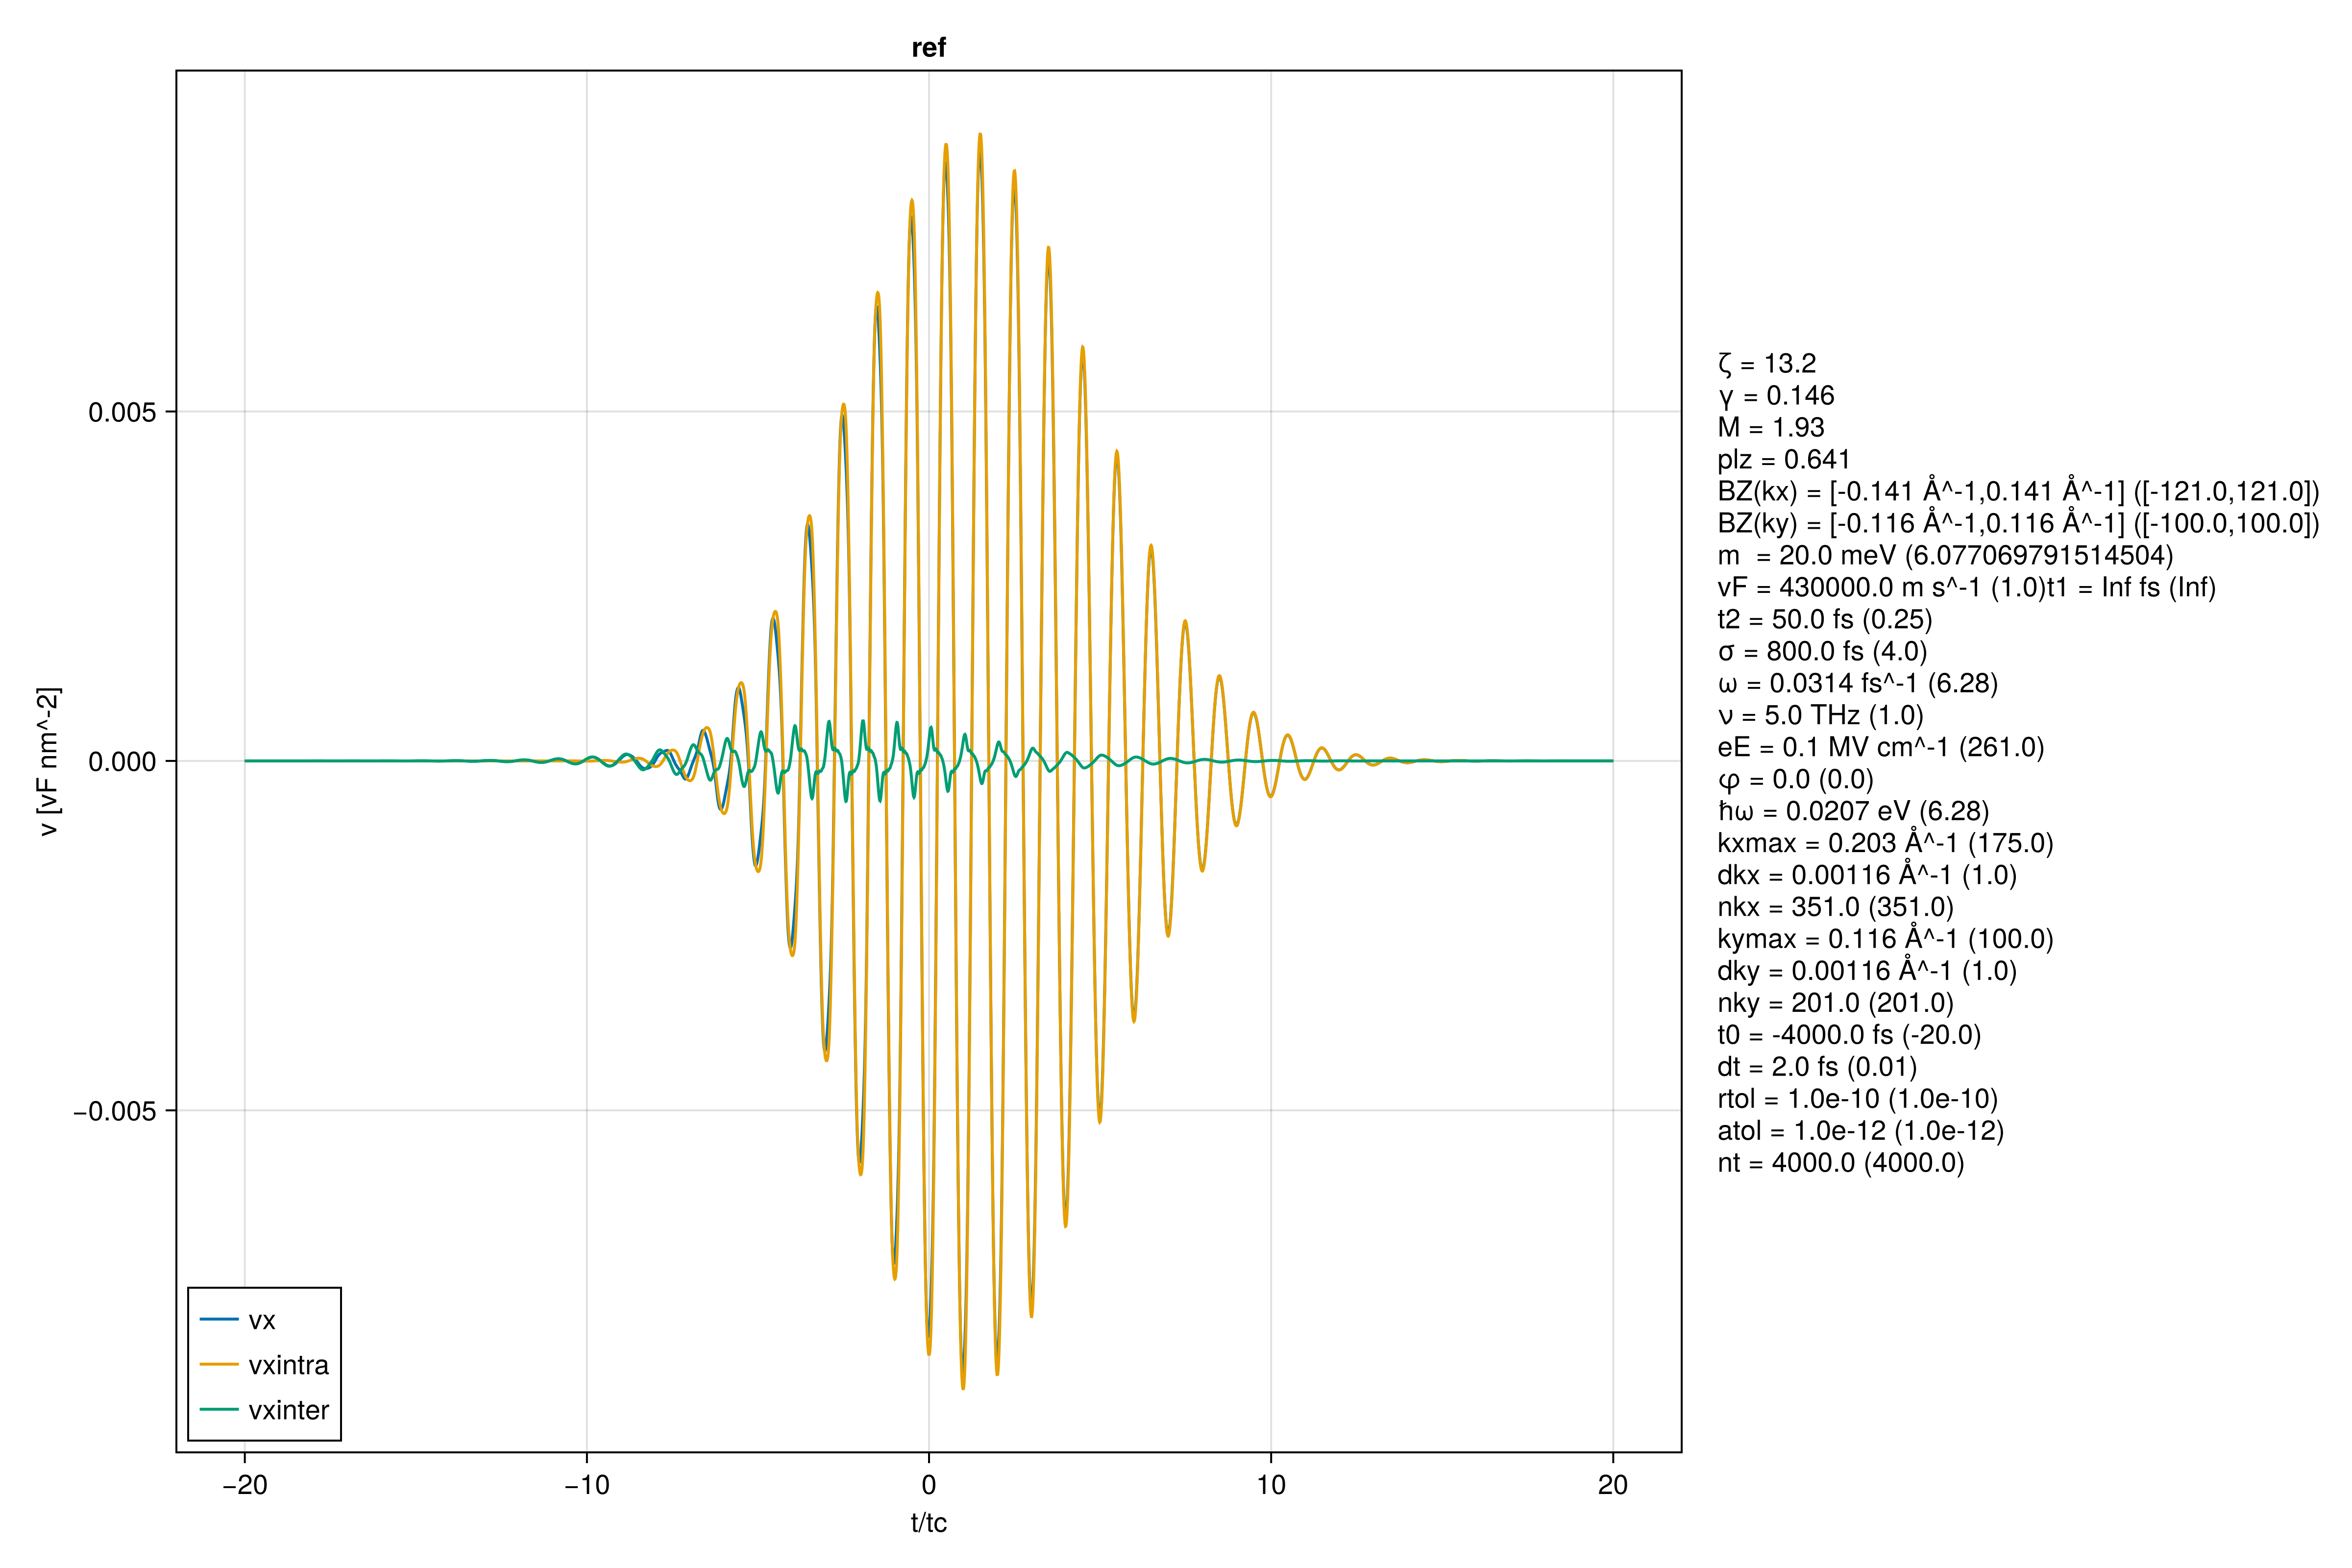 ref
v [vF nm^-2]
0.005
0.000
−0.005
−20
−10
0
10
20
t/tc
vx
vxintra
vxinter
ζ = 13.2
γ = 0.146
M = 1.93
plz = 0.641
BZ(kx) = [-0.141 Å^-1,0.141 Å^-1] ([-121.0,121.0])
BZ(ky) = [-0.116 Å^-1,0.116 Å^-1] ([-100.0,100.0])
m  = 20.0 meV (6.077069791514504)
vF = 430000.0 m s^-1 (1.0)t1 = Inf fs (Inf)
t2 = 50.0 fs (0.25)
σ = 800.0 fs (4.0)
ω = 0.0314 fs^-1 (6.28)
ν = 5.0 THz (1.0)
eE = 0.1 MV cm^-1 (261.0)
φ = 0.0 (0.0)
ħω = 0.0207 eV (6.28)
kxmax = 0.203 Å^-1 (175.0)
dkx = 0.00116 Å^-1 (1.0)
nkx = 351.0 (351.0)
kymax = 0.116 Å^-1 (100.0)
dky = 0.00116 Å^-1 (1.0)
nky = 201.0 (201.0)
t0 = -4000.0 fs (-20.0)
dt = 2.0 fs (0.01)
rtol = 1.0e-10 (1.0e-10)
atol = 1.0e-12 (1.0e-12)
nt = 4000.0 (4000.0)